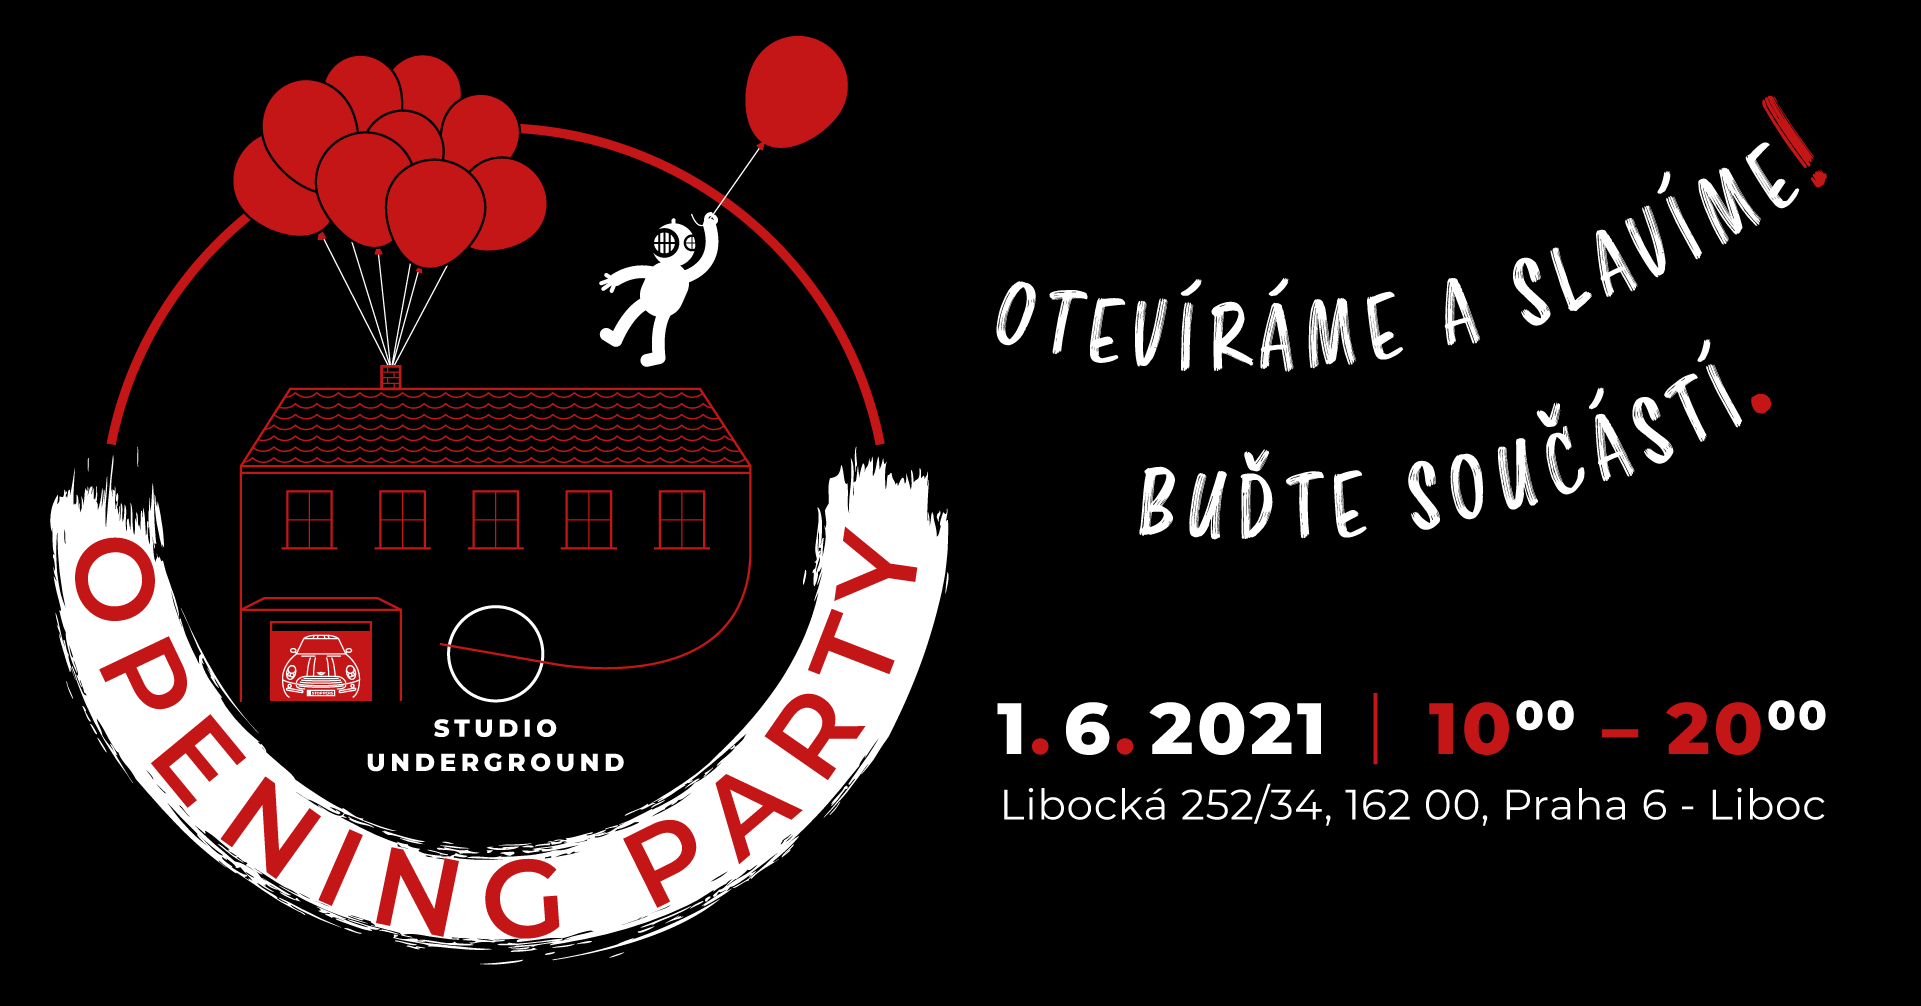 OPENING PARTY
STUDIO
UNDERGROUND
OTEVÍRÁME A SLAVÍME!
BUĎTE SOUČÁSTÍ.
1. 6. 2021 | 10⁰⁰ – 20⁰⁰
Libocká 252/34, 162 00, Praha 6 - Liboc